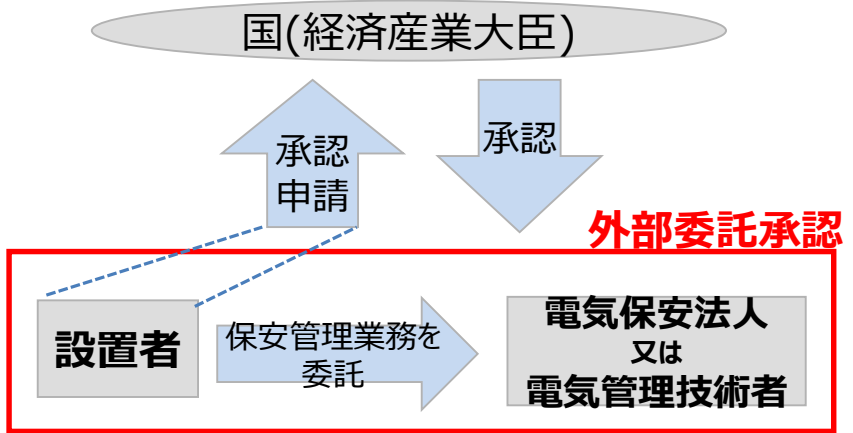 国(経済産業大臣)
承認
申請
承認
外部委託承認
設置者
保安管理業務を
委託
電気保安法人
又は
電気管理技術者